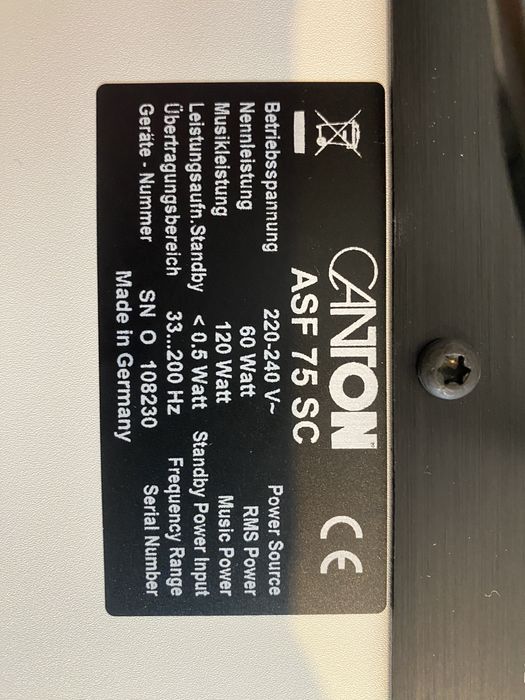 CANTON
ASF 75 SC
CE
Betriebsspannung 220-240 V~ Power Source
Nennleistung 60 Watt RMS Power
Musikleistung 120 Watt Music Power
Leistungsaufn.Standby < 0.5 Watt Standby Power Input
Übertragungsbereich 33...200 Hz Frequency Range
Geräte - Nummer SN O 108230 Serial Number
Made in Germany